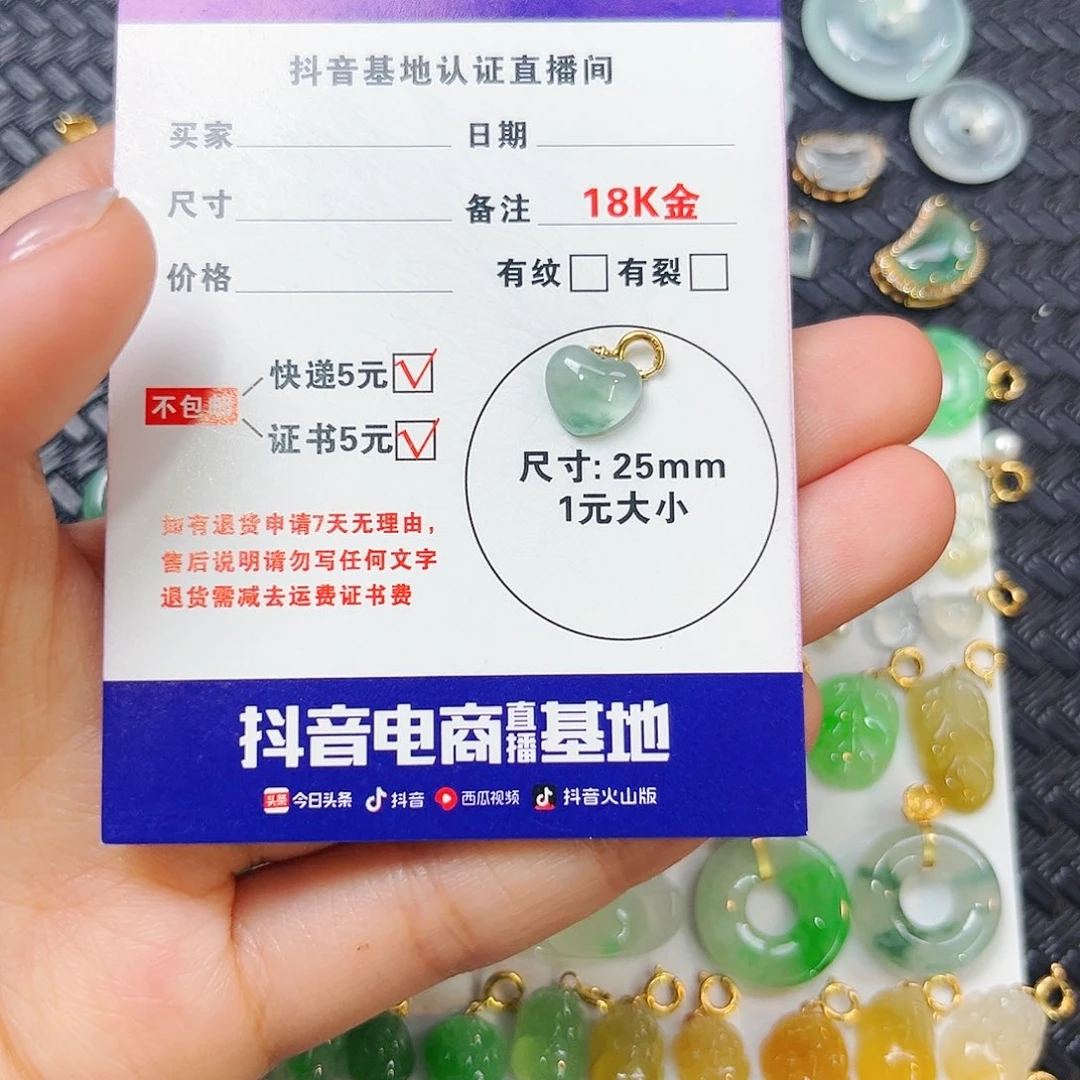 抖音基地认证直播间
买家 日期
尺寸 备注 18K金
价格 有纹 有裂
快递5元
不包
证书5元
尺寸: 25mm
1元大小
如有退货申请7天无理由,
售后说明请勿写任何文字
退货需减去运费证书费
抖音电商直播基地
头条 今日头条 抖音 西瓜视频 抖音火山版